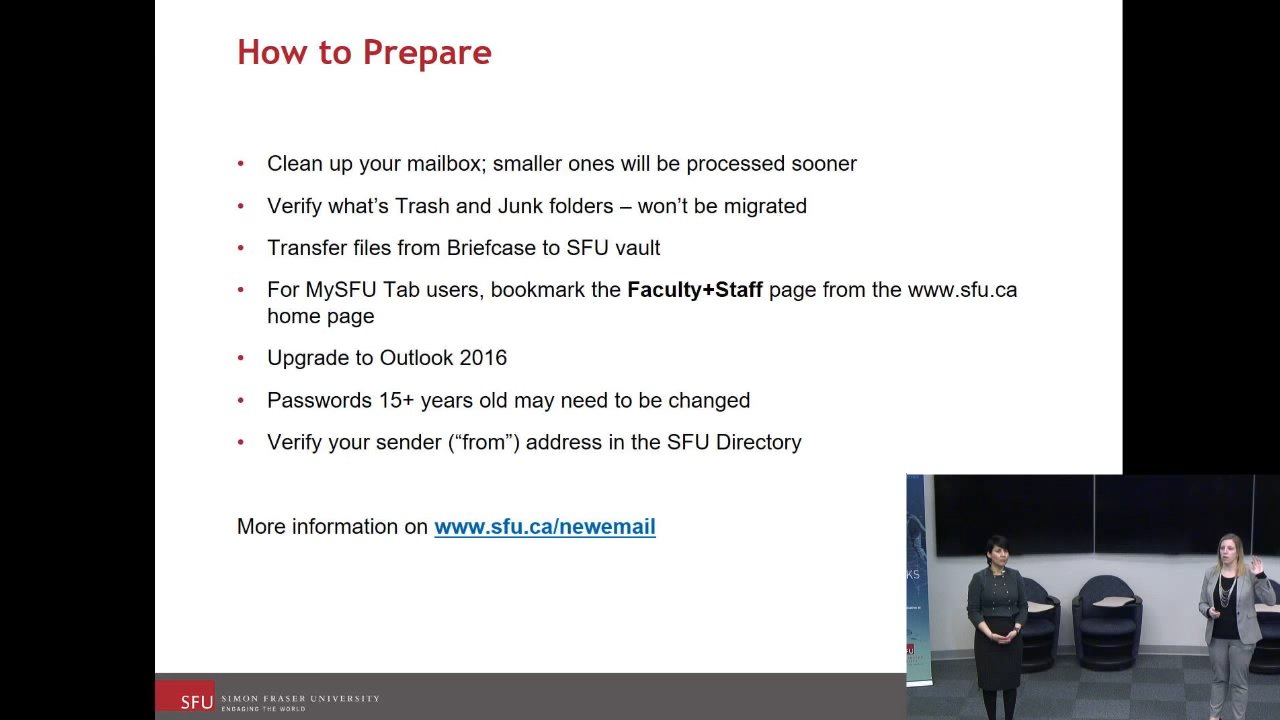 How to Prepare
• Clean up your mailbox; smaller ones will be processed sooner
• Verify what’s Trash and Junk folders – won’t be migrated
• Transfer files from Briefcase to SFU vault
• For MySFU Tab users, bookmark the Faculty+Staff page from the www.sfu.ca
home page
• Upgrade to Outlook 2016
• Passwords 15+ years old may need to be changed
• Verify your sender (“from”) address in the SFU Directory
More information on www.sfu.ca/newemail
KS
SFU SIMON FRASER UNIVERSITY
ENGAGING THE WORLD